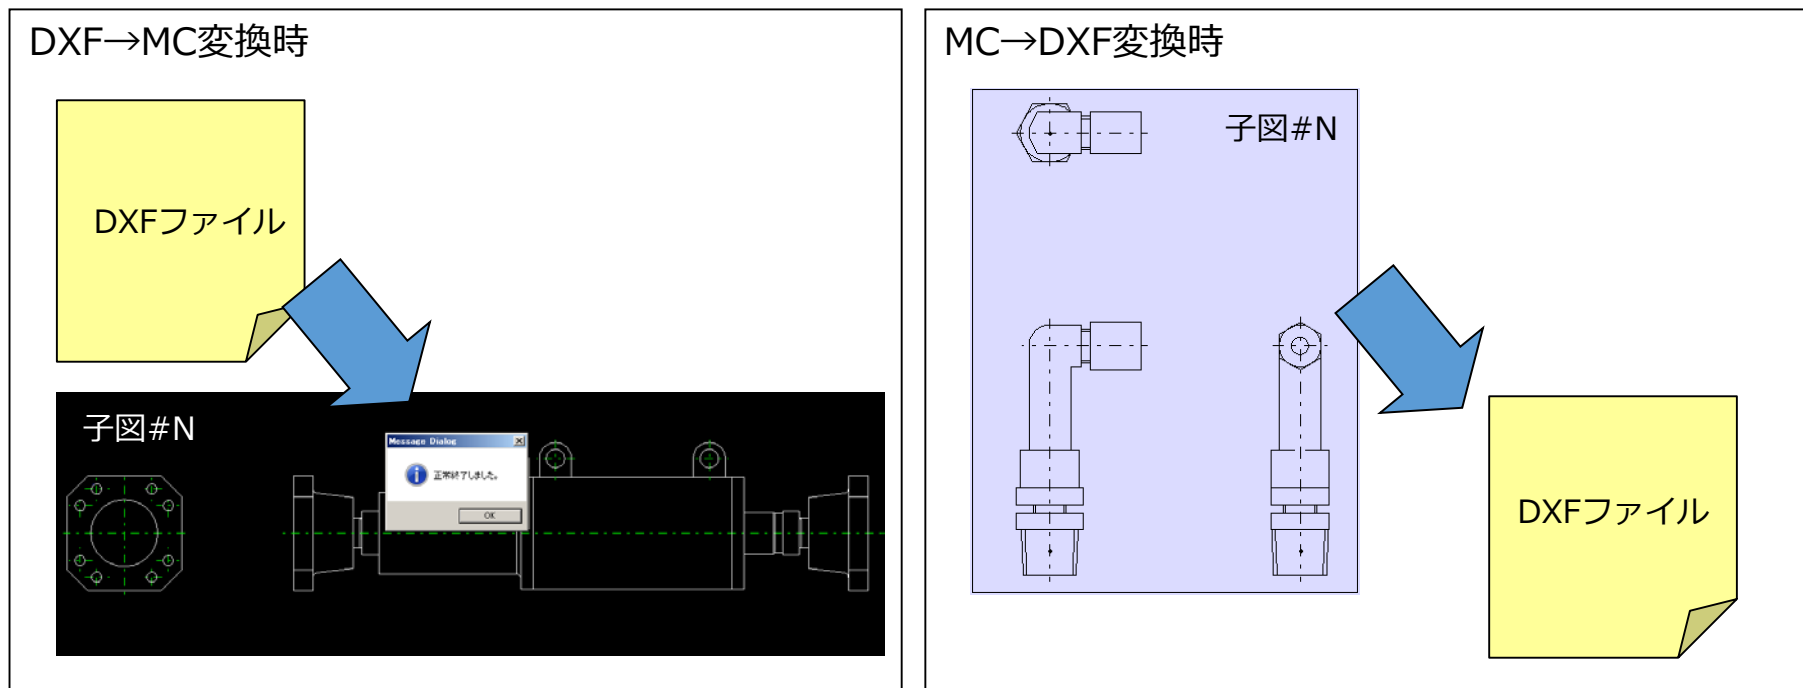 DXF→MC変換時
DXFファイル
子図#N
Message Dialog
正常終了しました。
OK
MC→DXF変換時
子図#N
DXFファイル